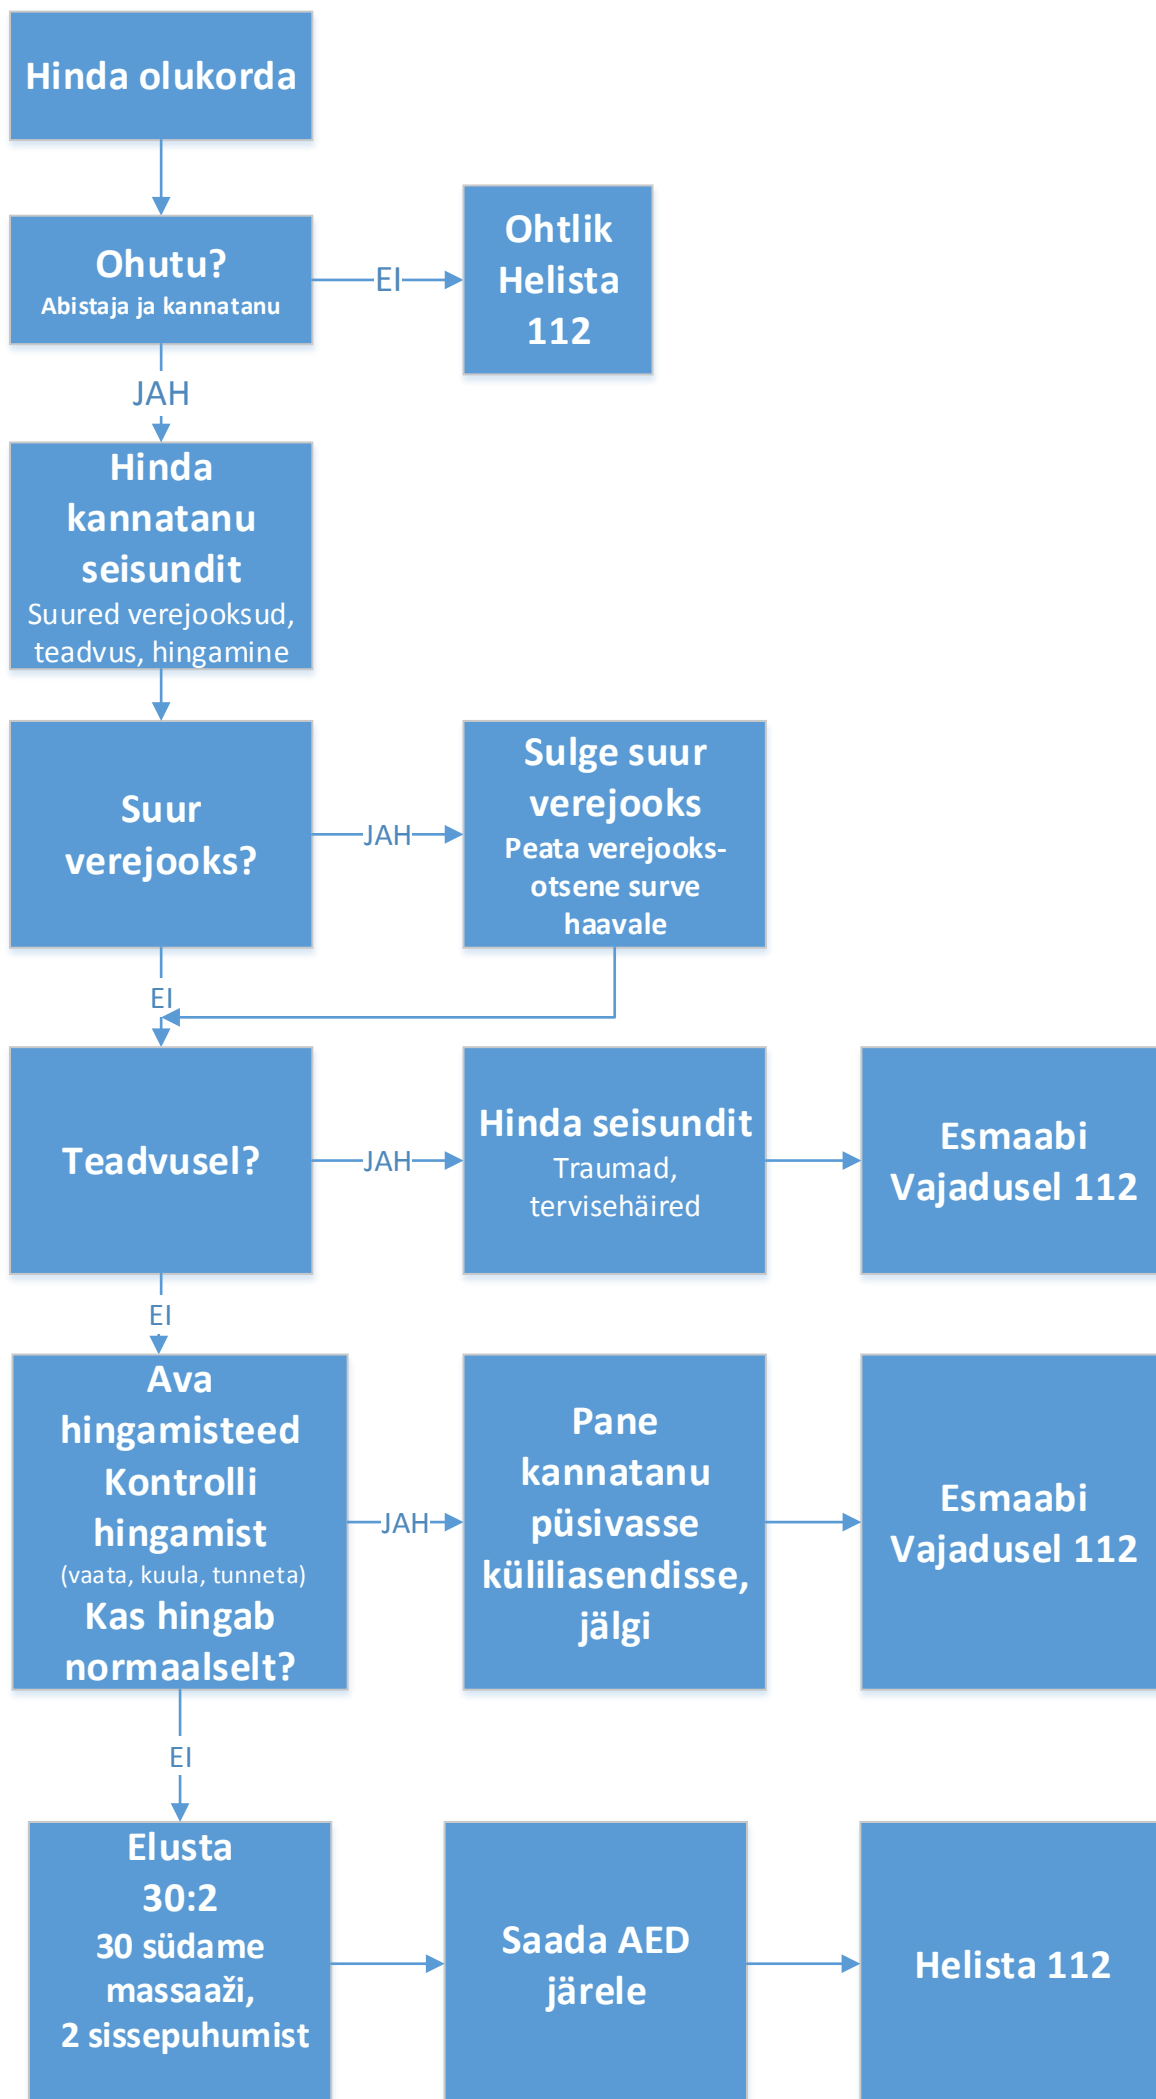 Hinda olukorda
Ohutu?
Abistaja ja kannatanu
EI
Ohtlik
Helista
112
JAH
Hinda
kannatanu
seisundit
Suured verejooksud,
teadvus, hingamine
Suur
verejooks?
JAH
Sulge suur
verejooks
Peata verejooks-
otsene surve
haavale
EI
Teadvusel?
JAH
Hinda seisundit
Traumad,
tervisehäired
Esmaabi
Vajadusel 112
EI
Ava
hingamisteed
Kontrolli
hingamist
(vaata, kuula, tunneta)
Kas hingab
normaalselt?
JAH
Pane
kannatanu
püsivasse
küliliasendisse,
jälgi
Esmaabi
Vajadusel 112
EI
Elusta
30:2
30 südame
massaaži,
2 sissepuhumist
Saada AED
järele
Helista 112